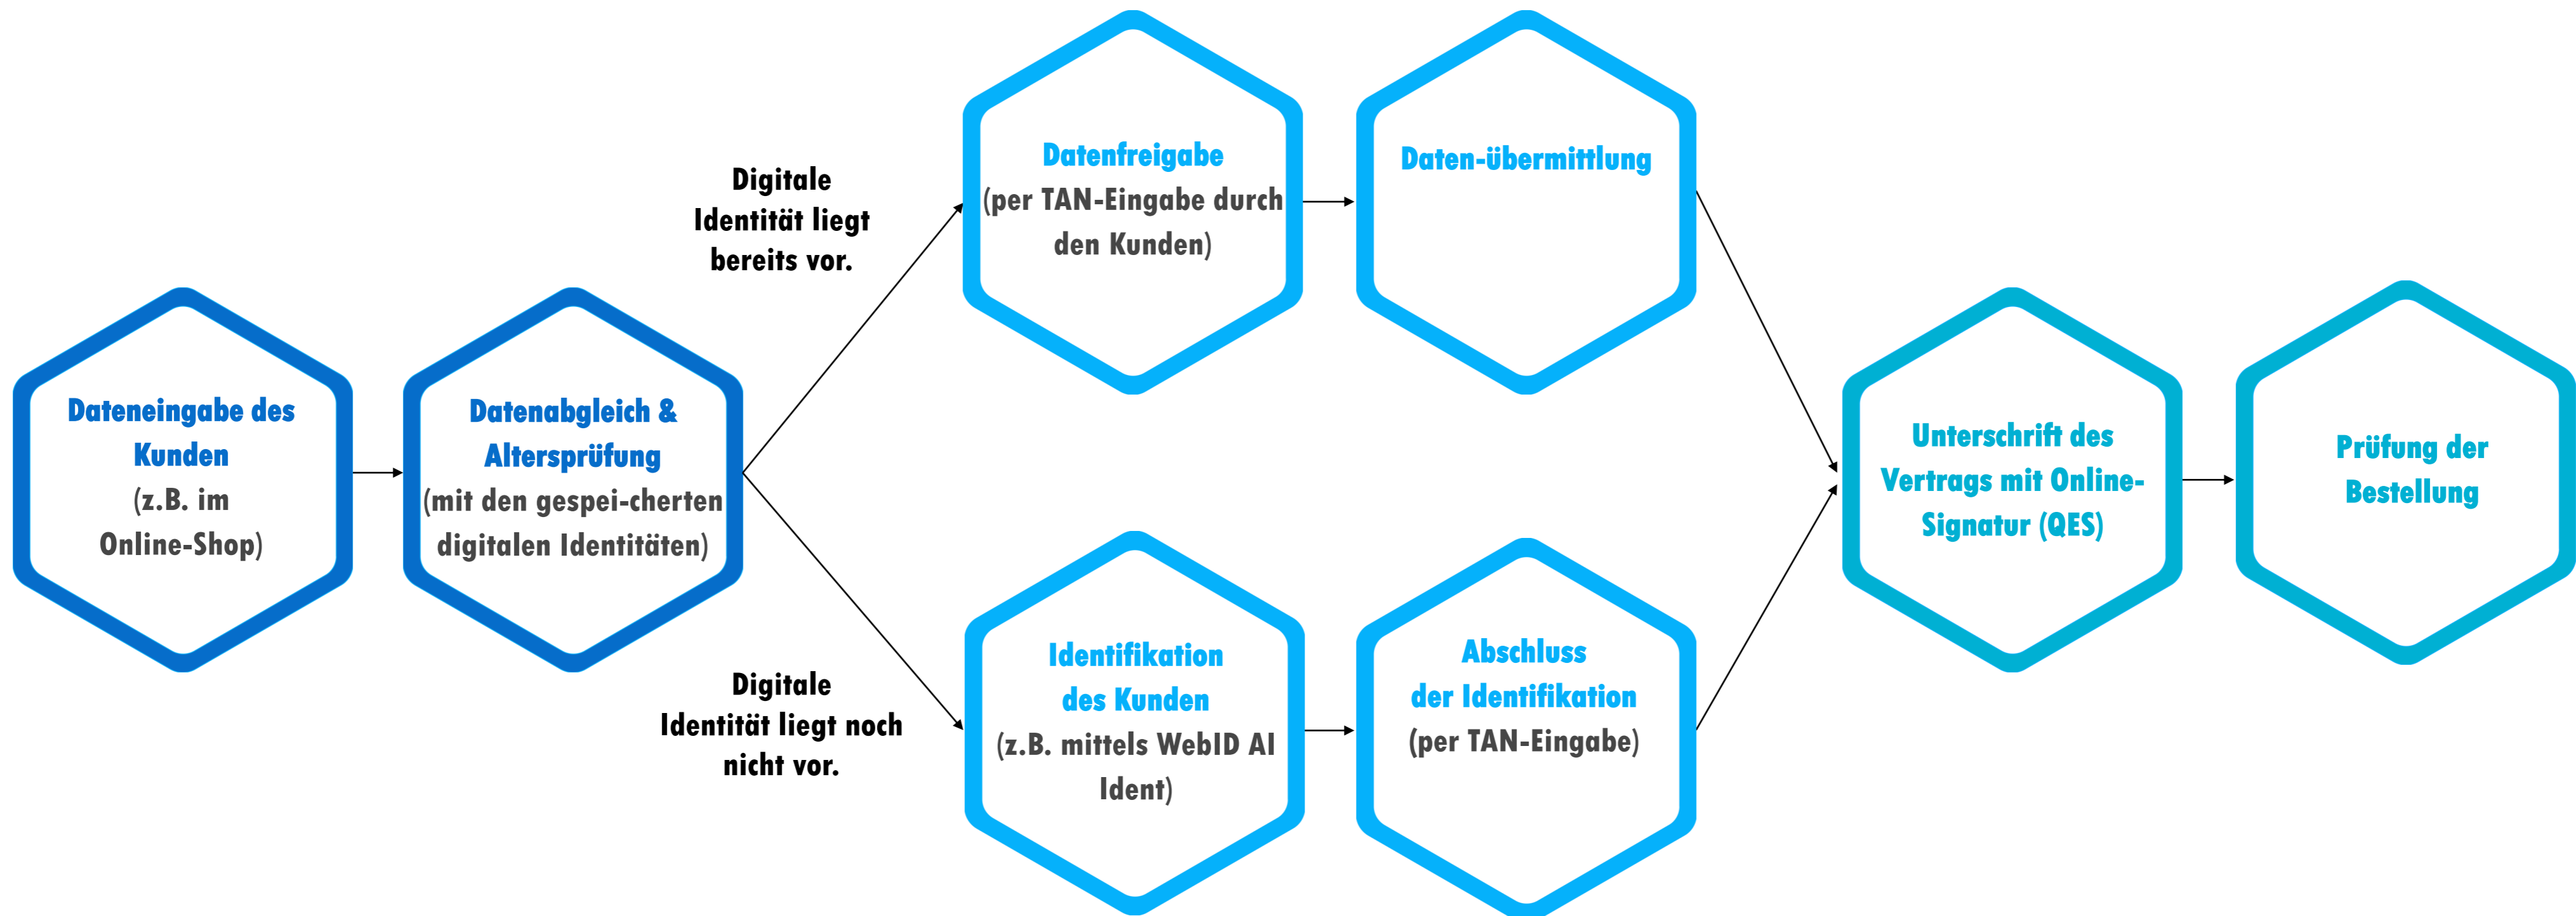 Dateneingabe des
Kunden
(z.B. im
Online-Shop)
Datenabgleich &
Altersprüfung
(mit den gespei-cherten
digitalen Identitäten)
Digitale
Identität liegt
bereits vor.
Datenfreigabe
(per TAN-Eingabe durch
den Kunden)
Daten-übermittlung
Digitale
Identität liegt noch
nicht vor.
Identifikation
des Kunden
(z.B. mittels WebID AI
Ident)
Abschluss
der Identifikation
(per TAN-Eingabe)
Unterschrift des
Vertrags mit Online-
Signatur (QES)
Prüfung der
Bestellung